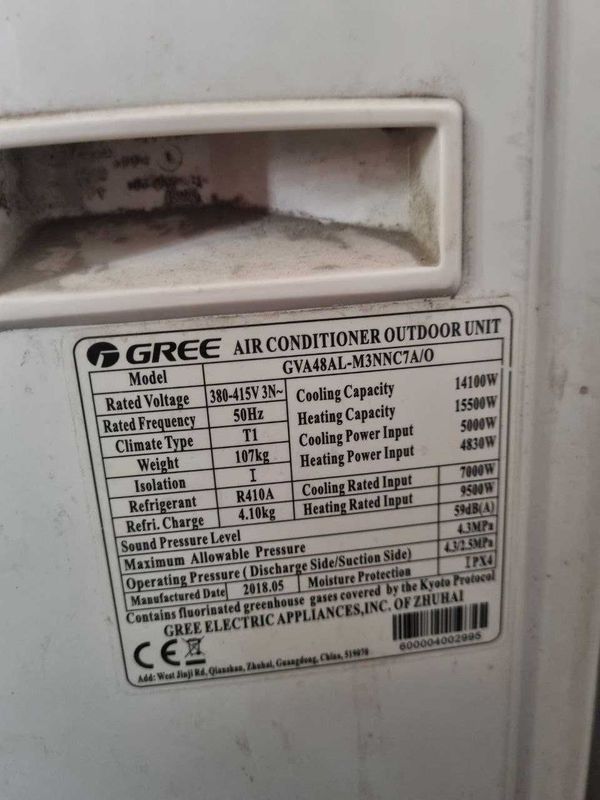 GREE AIR CONDITIONER OUTDOOR UNIT
Model GVA48AL-M3NNC7A/O
Rated Voltage 380-415V 3N~
Rated Frequency 50Hz
Climate Type T1
Weight 107kg
Isolation I
Refrigerant R410A
Refri. Charge 4.10kg
Cooling Capacity 14100W
Heating Capacity 15500W
Cooling Power Input 5000W
Heating Power Input 4830W
Cooling Rated Input 7000W
Heating Rated Input 9500W
Sound Pressure Level 59dB(A)
Maximum Allowable Pressure 4.3MPa
Operating Pressure ( Discharge Side/Suction Side) 4.3/2.5MPa
Manufactured Date 2018.05 Moisture Protection IPX4
Contains fluorinated greenhouse gases covered by the Kyoto Protocol
GREE ELECTRIC APPLIANCES,INC. OF ZHUHAI
CE
600004002995
Add: West Jinji Rd, Qianshan, Zhuhai, Guangdong, China, 519070